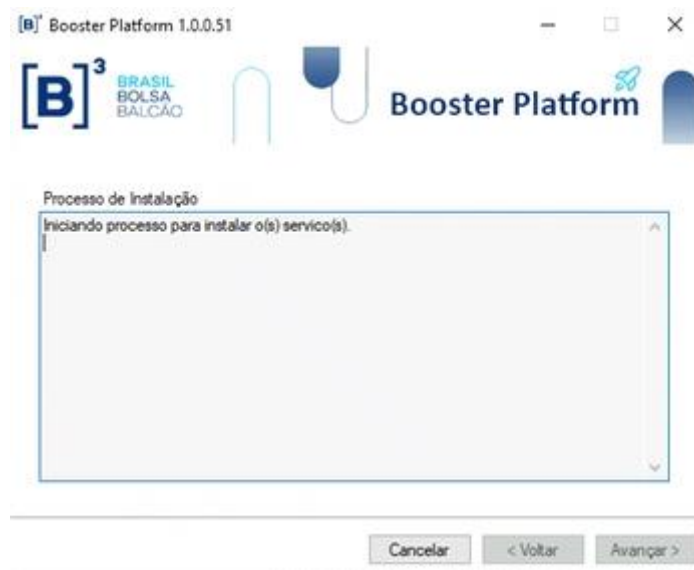 [B]³ Booster Platform 1.0.0.51
[B]³
BRASIL
BOLSA
BALCÃO
Booster Platform
Processo de Instalação
Iniciando processo para instalar o(s) servico(s).
Cancelar
< Voltar
Avançar >